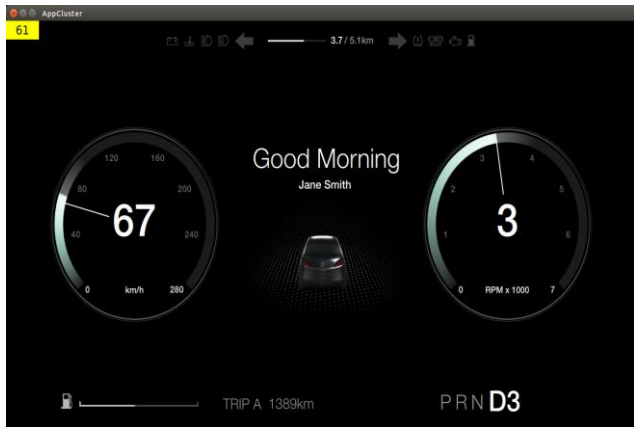 AppCluster
61
3.7 / 5.1km
120 160
80 200
40 240
67
0 km/h 280
Good Morning
Jane Smith
3 4
2 5
1 6
3
0 RPM x 1000 7
TRIP A 1389km
P R N D3